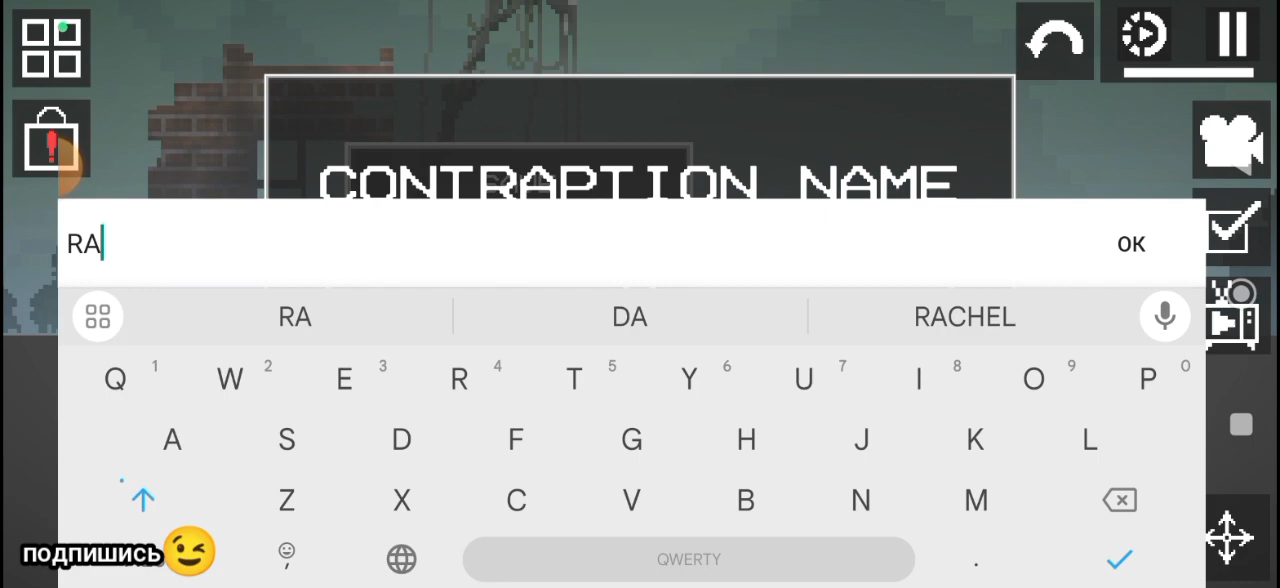 CONTRAPTION NAME
RA
OK
RA DA RACHEL
Q 1 W 2 E 3 R 4 T 5 Y 6 U 7 I 8 O 9 P 0
A S D F G H J K L
Z X C V B N M
подпишись
, QWERTY .